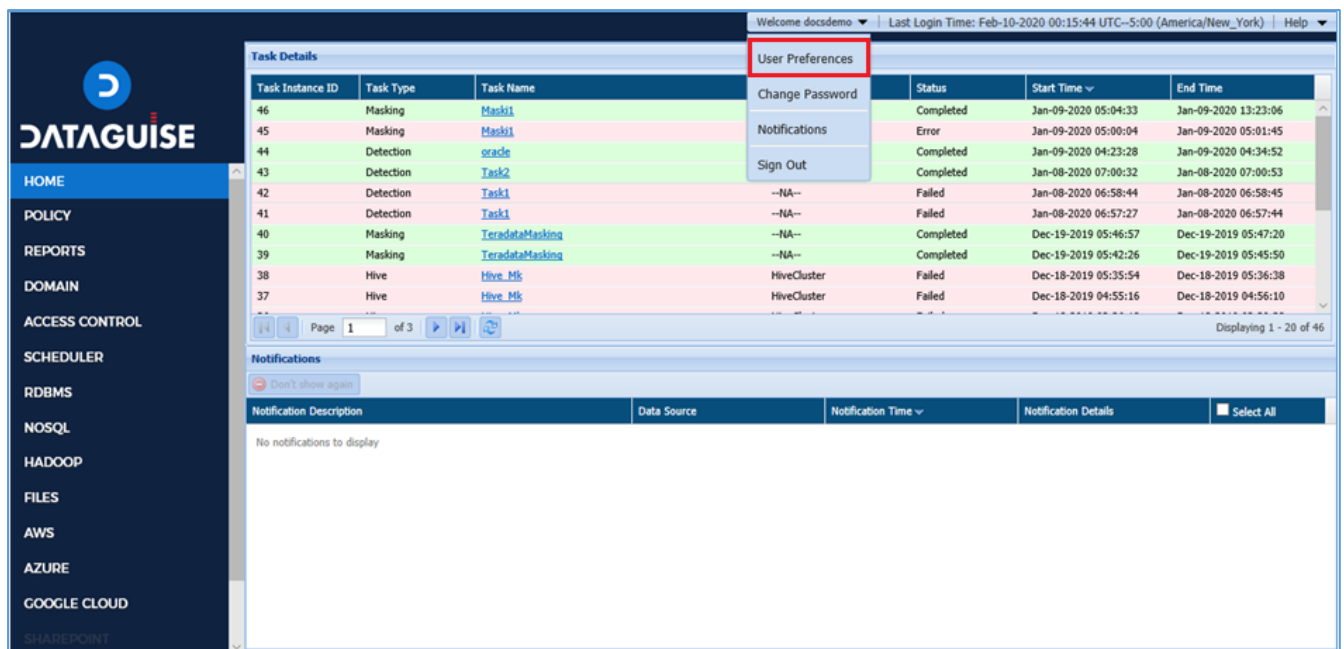 Welcome docsdemo Last Login Time: Feb-10-2020 00:15:44 UTC--5:00 (America/New_York) Help
User Preferences
Change Password
Notifications
Sign Out
DATAGUISE
HOME
POLICY
REPORTS
DOMAIN
ACCESS CONTROL
SCHEDULER
RDBMS
NOSQL
HADOOP
FILES
AWS
AZURE
GOOGLE CLOUD
SHAREPOINT
Task Details
Task Instance ID Task Type Task Name Status Start Time End Time
46 Masking Maski1 Completed Jan-09-2020 05:04:33 Jan-09-2020 13:23:06
45 Masking Maski1 Error Jan-09-2020 05:00:04 Jan-09-2020 05:01:45
44 Detection oracle Completed Jan-09-2020 04:23:28 Jan-09-2020 04:34:52
43 Detection Task2 Completed Jan-08-2020 07:00:32 Jan-08-2020 07:00:53
42 Detection Task1 --NA-- Failed Jan-08-2020 06:58:44 Jan-08-2020 06:58:45
41 Detection Task1 --NA-- Failed Jan-08-2020 06:57:27 Jan-08-2020 06:57:44
40 Masking TeradataMasking --NA-- Completed Dec-19-2019 05:46:57 Dec-19-2019 05:47:20
39 Masking TeradataMasking --NA-- Completed Dec-19-2019 05:42:26 Dec-19-2019 05:45:50
38 Hive Hive_Mk HiveCluster Failed Dec-18-2019 05:35:54 Dec-18-2019 05:36:38
37 Hive Hive_Mk HiveCluster Failed Dec-18-2019 04:55:16 Dec-18-2019 04:56:10
Page 1 of 3 Displaying 1 - 20 of 46
Notifications
Don't show again
Notification Description Data Source Notification Time Notification Details Select All
No notifications to display